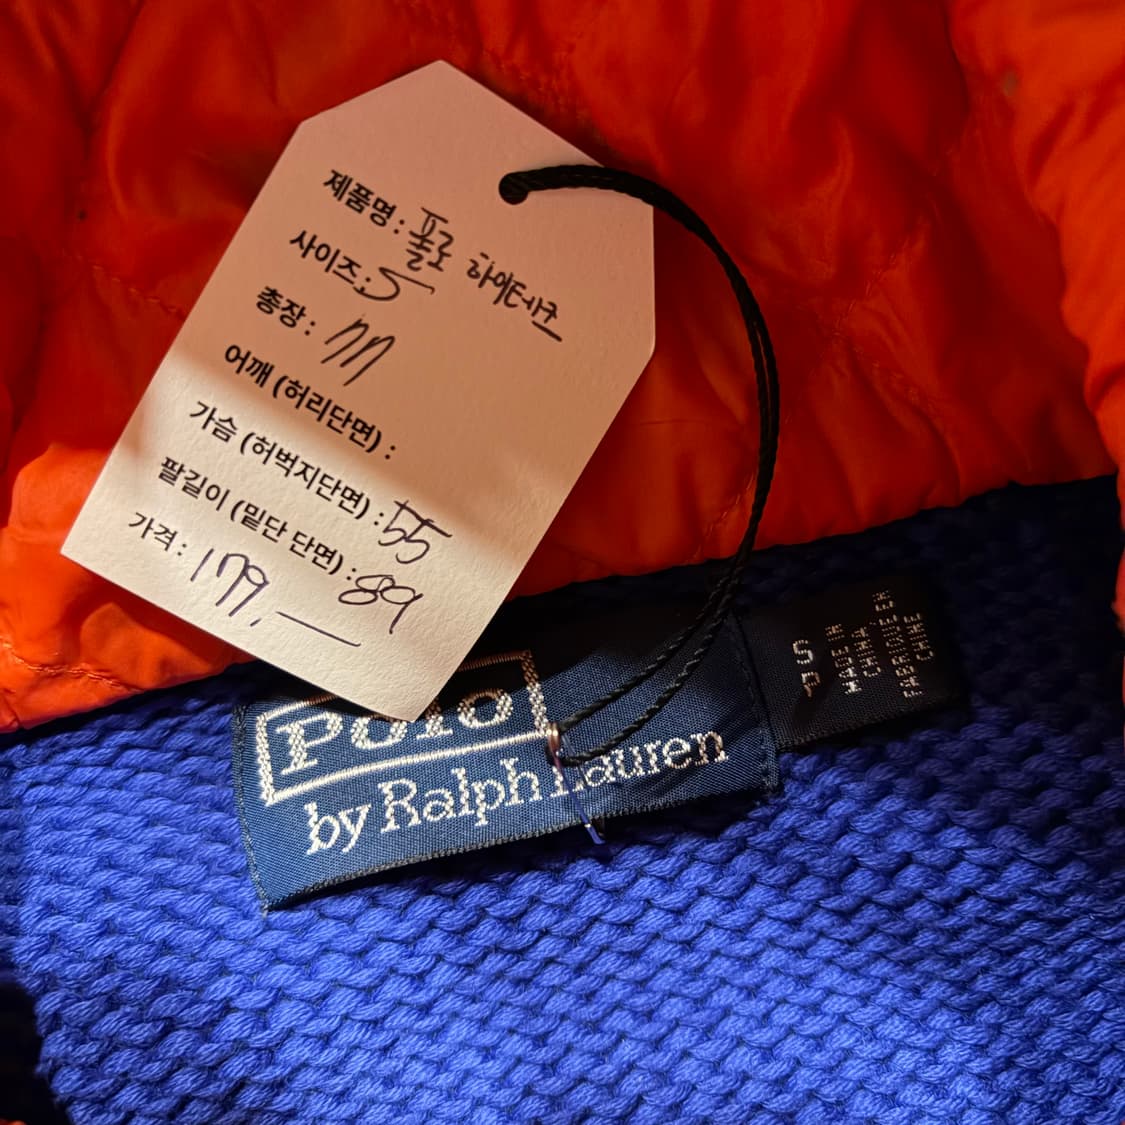 제품명 : 폴로 하이테크
사이즈 : S
총장 : 77
어깨 (허리단면) :
가슴 (허벅지단면) : 55
팔길이 (밑단 단면) : 89
가격 : 179,—
Polo
by Ralph Lauren
S
P
MADE IN
CHINA
FABRIQUE EN
CHINE